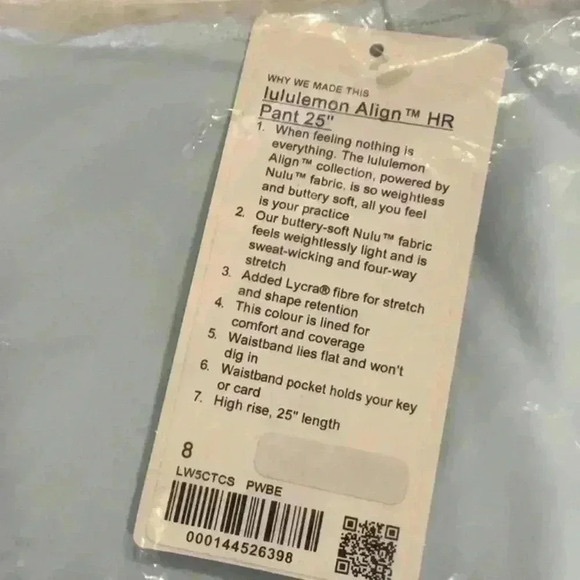 WHY WE MADE THIS
lululemon Align™ HR
Pant 25"
1. When feeling nothing is
everything. The lululemon
Align™ collection, powered by
Nulu™ fabric, is so weightless
and buttery soft, all you feel
is your practice
2. Our buttery-soft Nulu™ fabric
feels weightlessly light and is
sweat-wicking and four-way
stretch
3. Added Lycra® fibre for stretch
and shape retention
4. This colour is lined for
comfort and coverage
5. Waistband lies flat and won't
dig in
6. Waistband pocket holds your key
or card
7. High rise, 25" length
8
LW5CTCS PWBE
000144526398